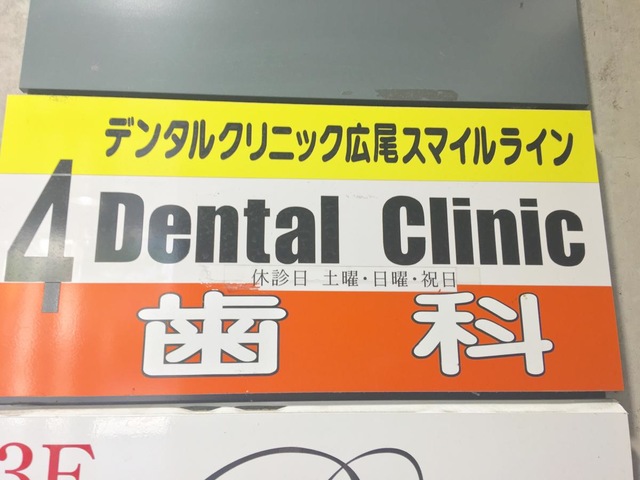 デンタルクリニック広尾スマイルライン
4 Dental Clinic
休診日 土曜・日曜・祝日
歯科
3F